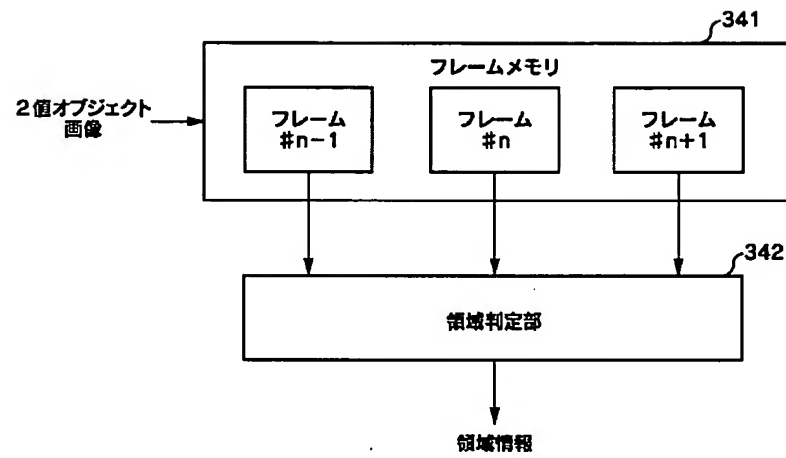 341
フレームメモリ
2値オブジェクト
画像
フレーム
#n-1
フレーム
#n
フレーム
#n+1
342
領域判定部
領域情報